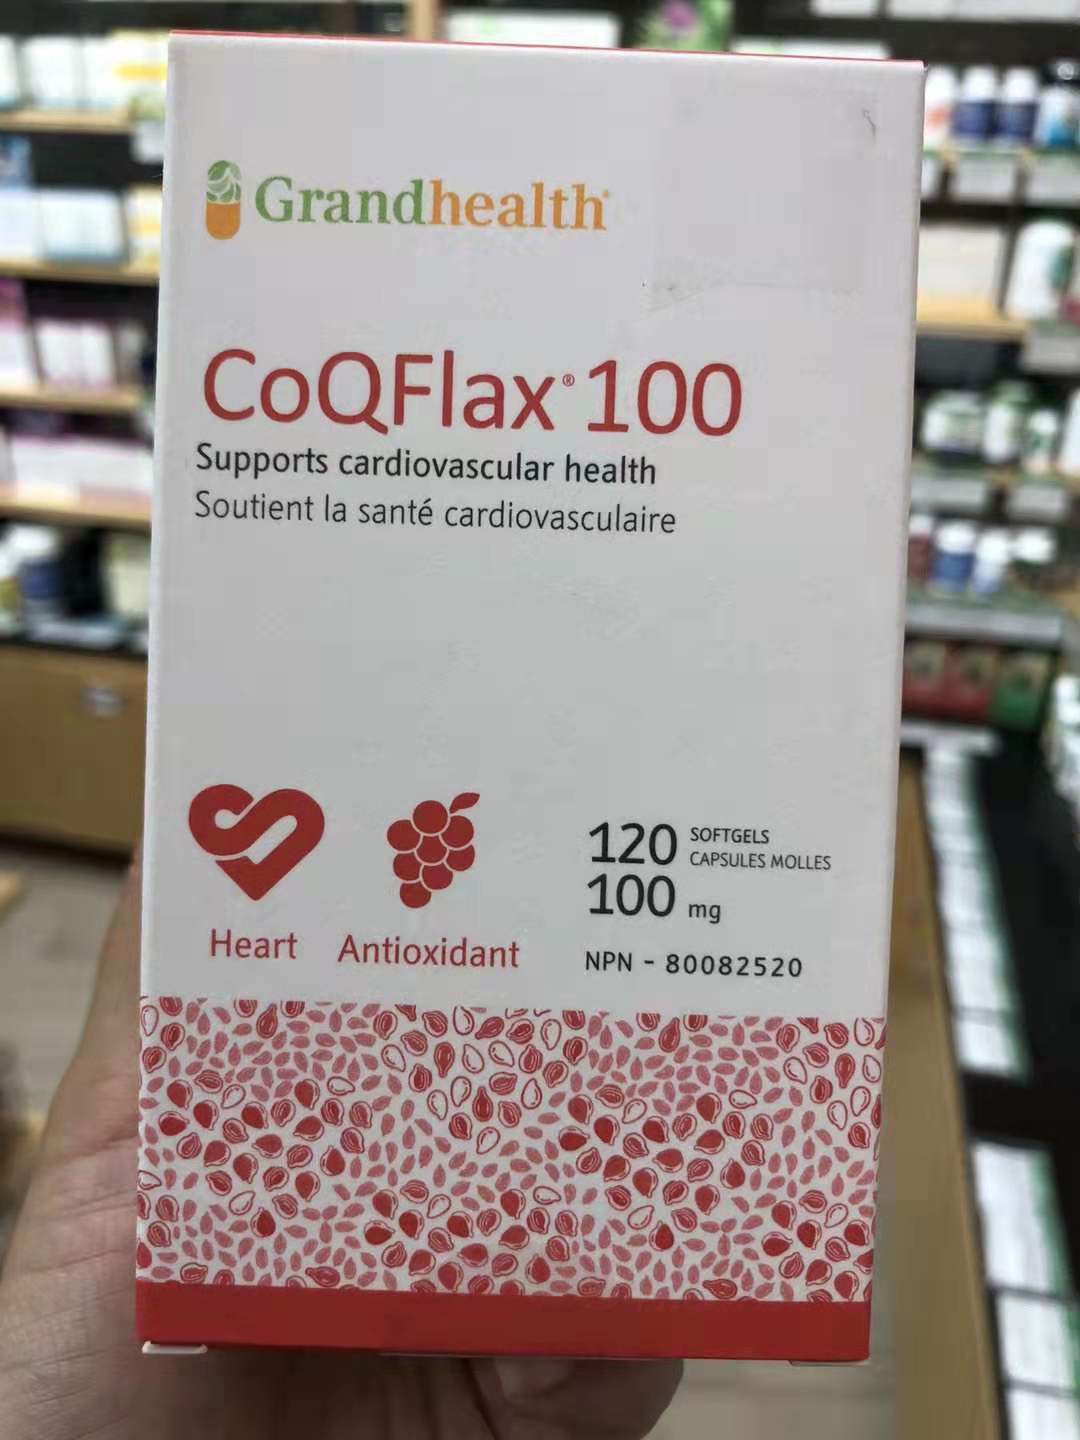 Grandhealth®
CoQFlax® 100
Supports cardiovascular health
Soutient la santé cardiovasculaire
Heart
Antioxidant
120 SOFTGELS
CAPSULES MOLLES
100 mg
NPN - 80082520